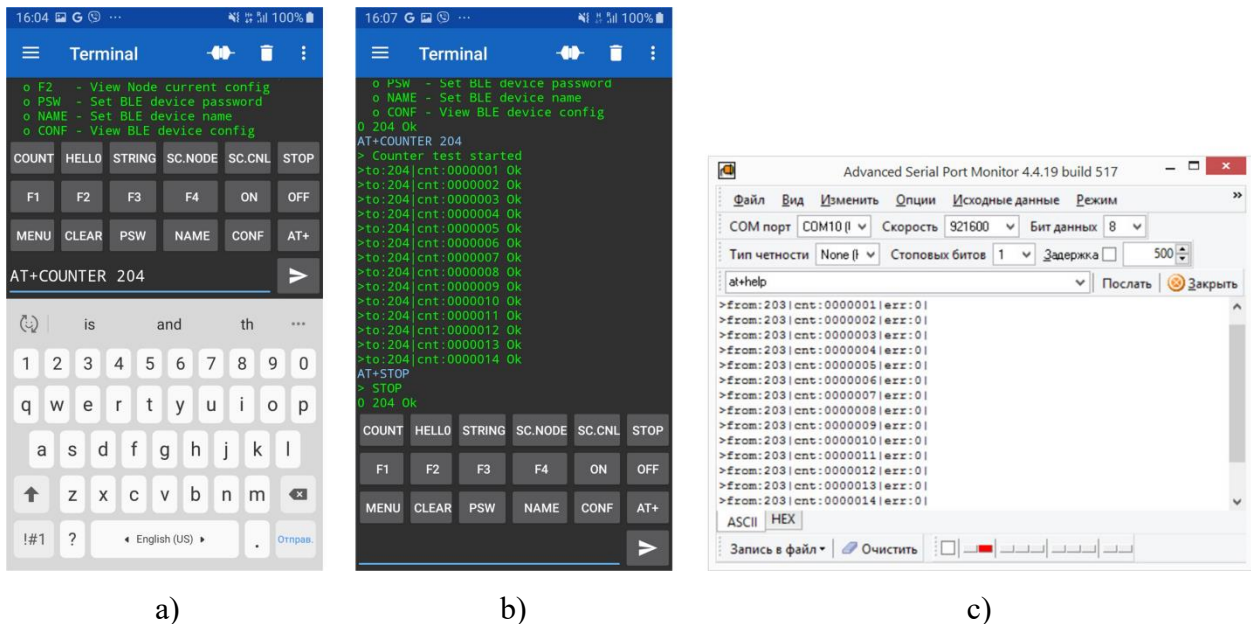 16:04 G ... 100%
Terminal
o F2 - View Node current config
o PSW - Set BLE device password
o NAME - Set BLE device name
o CONF - View BLE device config
COUNT HELLO STRING SC.NODE SC.CNL STOP
F1 F2 F3 F4 ON OFF
MENU CLEAR PSW NAME CONF AT+
AT+COUNTER 204
is and th ...
1 2 3 4 5 6 7 8 9 0
q w e r t y u i o p
a s d f g h j k l
z x c v b n m
!#1 ? English (US) . Отправ.
a)
16:07 G ... 100%
Terminal
o PSW - Set BLE device password
o NAME - Set BLE device name
o CONF - View BLE device config
0 204 Ok
AT+COUNTER 204
> Counter test started
>to:204|cnt:0000001 Ok
>to:204|cnt:0000002 Ok
>to:204|cnt:0000003 Ok
>to:204|cnt:0000004 Ok
>to:204|cnt:0000005 Ok
>to:204|cnt:0000006 Ok
>to:204|cnt:0000007 Ok
>to:204|cnt:0000008 Ok
>to:204|cnt:0000009 Ok
>to:204|cnt:0000010 Ok
>to:204|cnt:0000011 Ok
>to:204|cnt:0000012 Ok
>to:204|cnt:0000013 Ok
>to:204|cnt:0000014 Ok
AT+STOP
> STOP
0 204 Ok
COUNT HELLO STRING SC.NODE SC.CNL STOP
F1 F2 F3 F4 ON OFF
MENU CLEAR PSW NAME CONF AT+
b)
Advanced Serial Port Monitor 4.4.19 build 517
Файл Вид Изменить Опции Исходные данные Режим »
COM порт COM10 (I Скорость 921600 Бит данных 8
Тип четности None (I Стоповых битов 1 Задержка 500
at+help Послать Закрыть
>from:203|cnt:0000001|err:0|
>from:203|cnt:0000002|err:0|
>from:203|cnt:0000003|err:0|
>from:203|cnt:0000004|err:0|
>from:203|cnt:0000005|err:0|
>from:203|cnt:0000006|err:0|
>from:203|cnt:0000007|err:0|
>from:203|cnt:0000008|err:0|
>from:203|cnt:0000009|err:0|
>from:203|cnt:0000010|err:0|
>from:203|cnt:0000011|err:0|
>from:203|cnt:0000012|err:0|
>from:203|cnt:0000013|err:0|
>from:203|cnt:0000014|err:0|
ASCII HEX
Запись в файл Очистить
c)